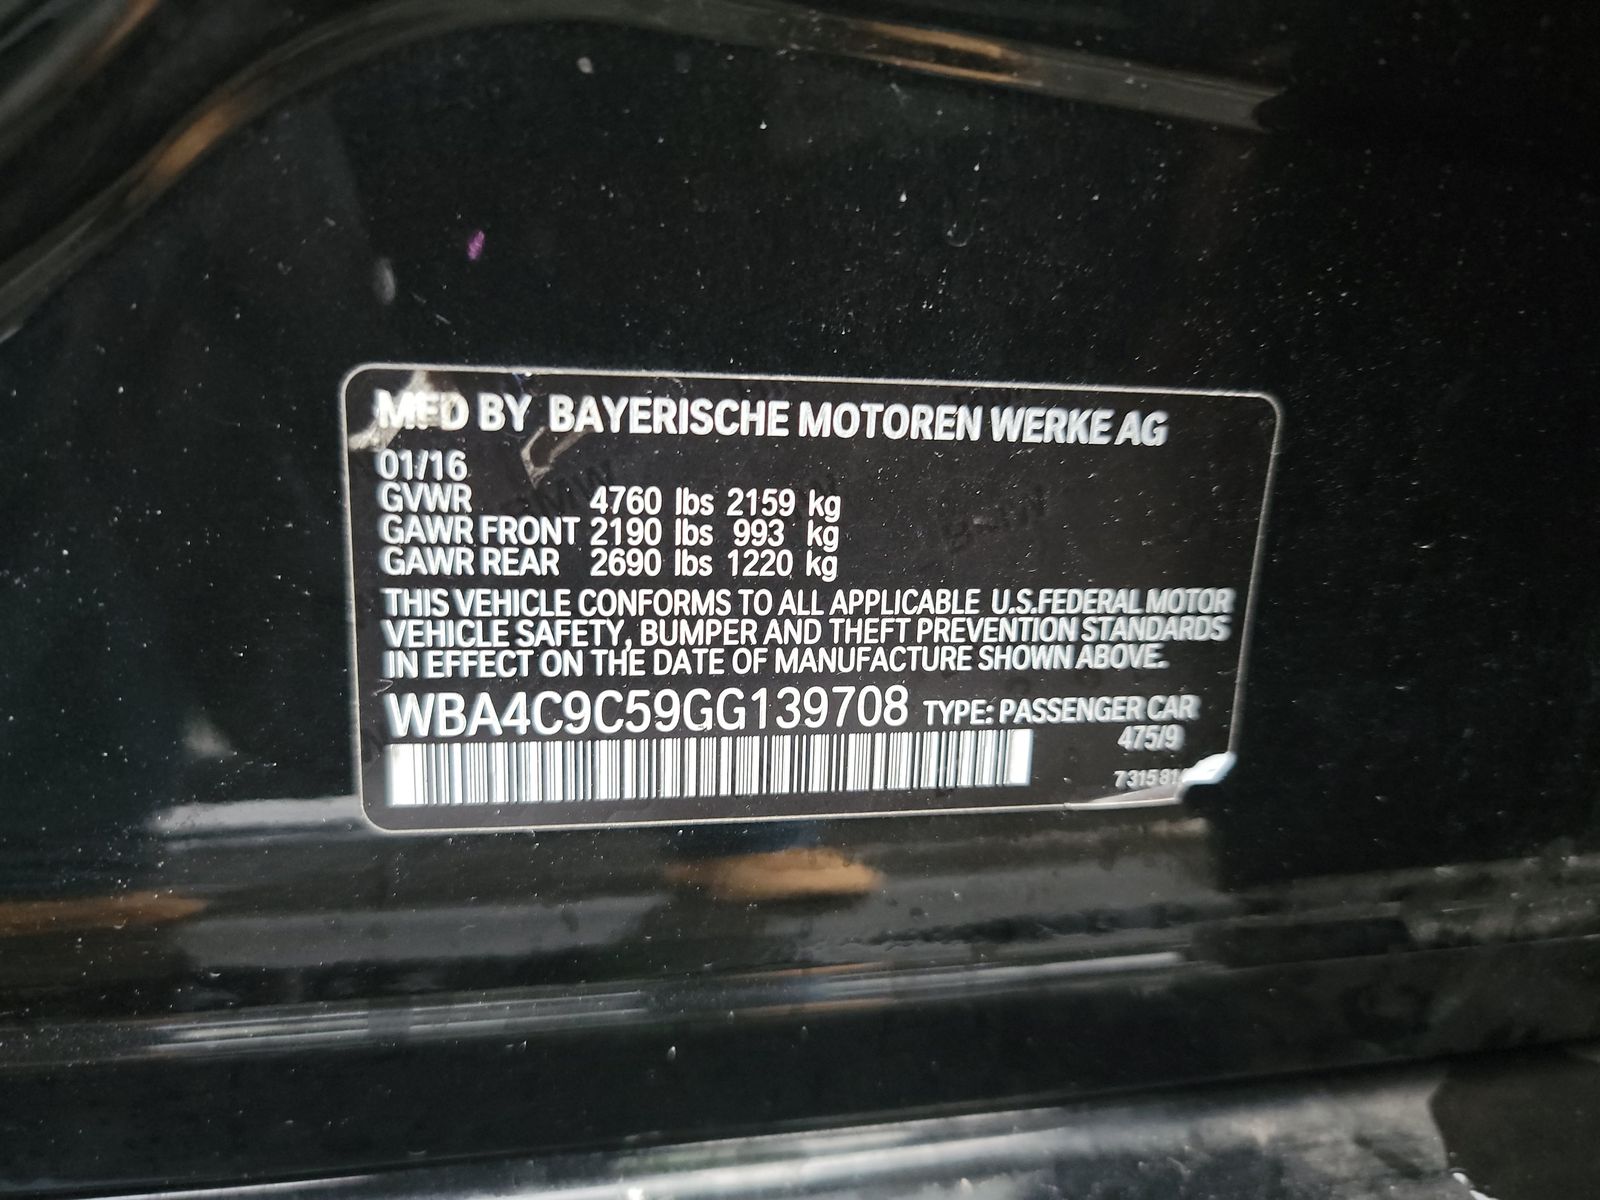 MFD BY BAYERISCHE MOTOREN WERKE AG
01/16
GVWR 4760 lbs 2159 kg
GAWR FRONT 2190 lbs 993 kg
GAWR REAR 2690 lbs 1220 kg
THIS VEHICLE CONFORMS TO ALL APPLICABLE U.S.FEDERAL MOTOR
VEHICLE SAFETY, BUMPER AND THEFT PREVENTION STANDARDS
IN EFFECT ON THE DATE OF MANUFACTURE SHOWN ABOVE.
WBA4C9C59GG139708 TYPE: PASSENGER CAR
475/9